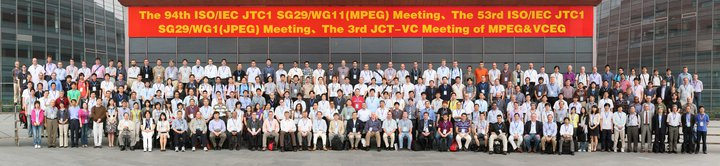 The 94th ISO/IEC JTC1 SG29/WG11(MPEG) Meeting、The 53rd ISO/IEC JTC1
SG29/WG1(JPEG) Meeting、The 3rd JCT-VC Meeting of MPEG&VCEG